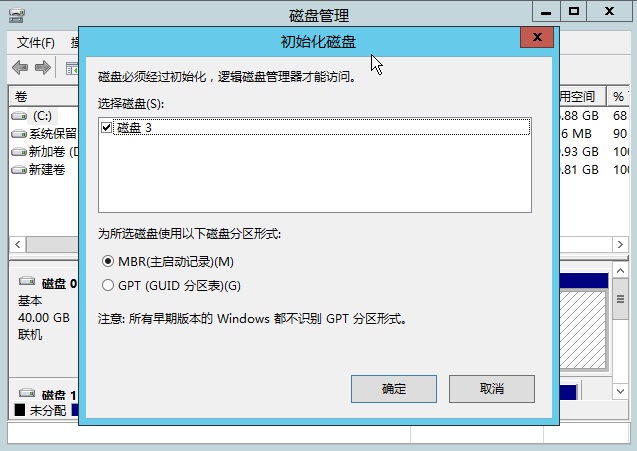 磁盘管理
初始化磁盘
文件(F)
磁盘必须经过初始化，逻辑磁盘管理器才能访问。
选择磁盘(S):
磁盘 3
为所选磁盘使用以下磁盘分区形式:
MBR(主启动记录)(M)
GPT (GUID 分区表)(G)
注意: 所有早期版本的 Windows 都不识别 GPT 分区形式。
确定
取消
卷
用空间
%
(C:)
.88 GB
68
系统保留
6 MB
90
新加卷 (D
.93 GB
100
新建卷
.81 GB
100
磁盘 0
基本
40.00 GB
联机
磁盘 1
未分配